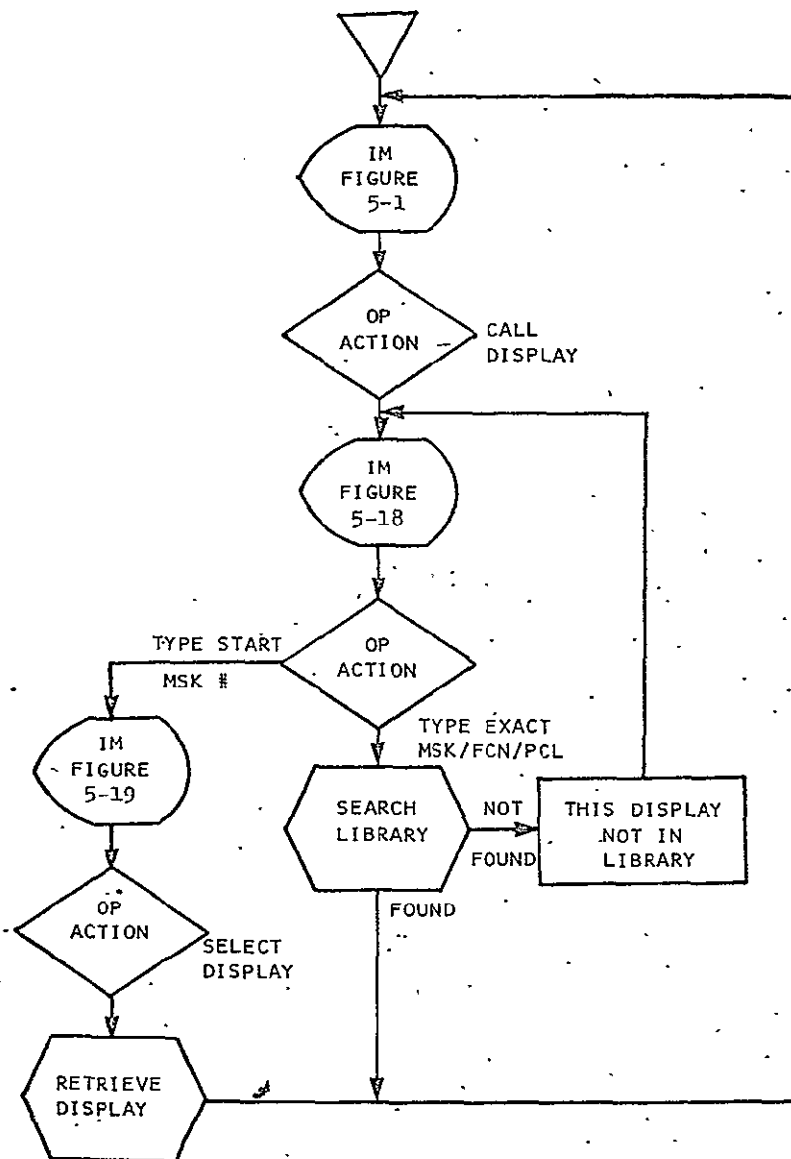 IM
FIGURE
5-1
OP
ACTION
CALL
DISPLAY
IM
FIGURE
5-18
OP
ACTION
TYPE START
MSK #
TYPE EXACT
MSK/FCN/PCL
IM
FIGURE
5-19
SEARCH
LIBRARY
NOT
FOUND
THIS DISPLAY
NOT IN
LIBRARY
FOUND
OP
ACTION
SELECT
DISPLAY
RETRIEVE
DISPLAY